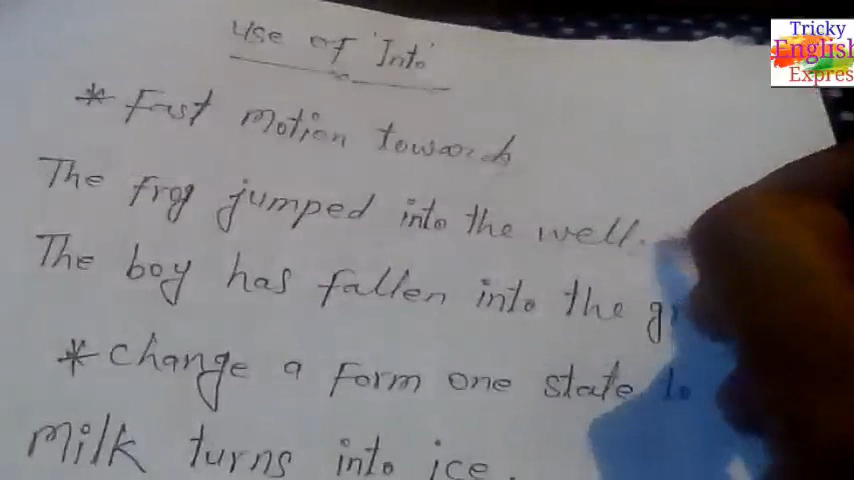 Use of 'Into'
* Fast motion towards
The frog jumped into the well.
The boy has fallen into the
* Change a form one state to
Milk turns into ice.
Tricky
English
Express